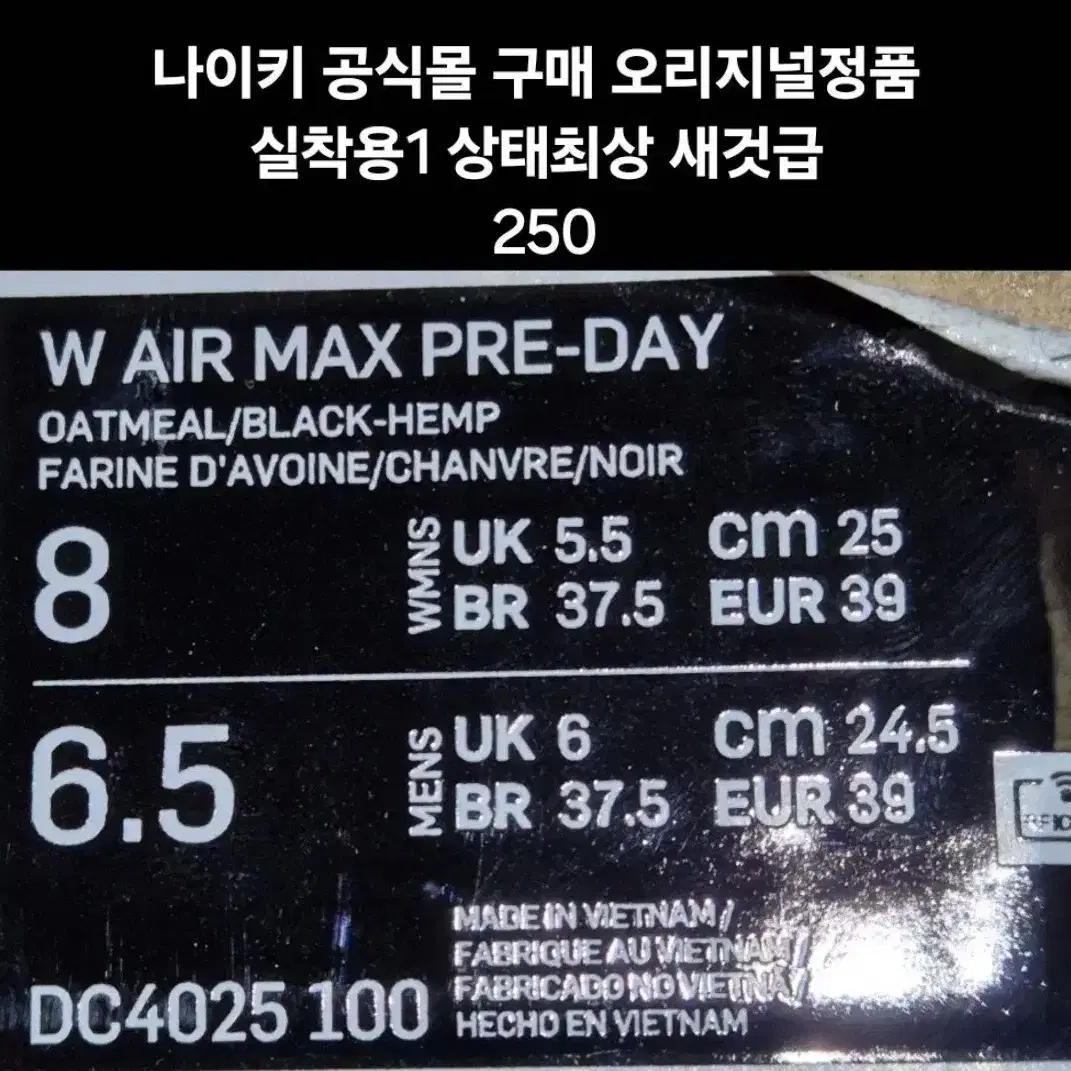 나이키 공식몰 구매 오리지널정품
실착용1 상태최상 새것급
250
W AIR MAX PRE-DAY
OATMEAL/BLACK-HEMP
FARINE D'AVOINE/CHANVRE/NOIR
8 WMNS UK 5.5 cm 25
BR 37.5 EUR 39
6.5 MENS UK 6 cm 24.5
BR 37.5 EUR 39
MADE IN VIETNAM /
FABRIQUE AU VIETNAM /
FABRICADO NO VIETNA /
HECHO EN VIETNAM
DC4025 100